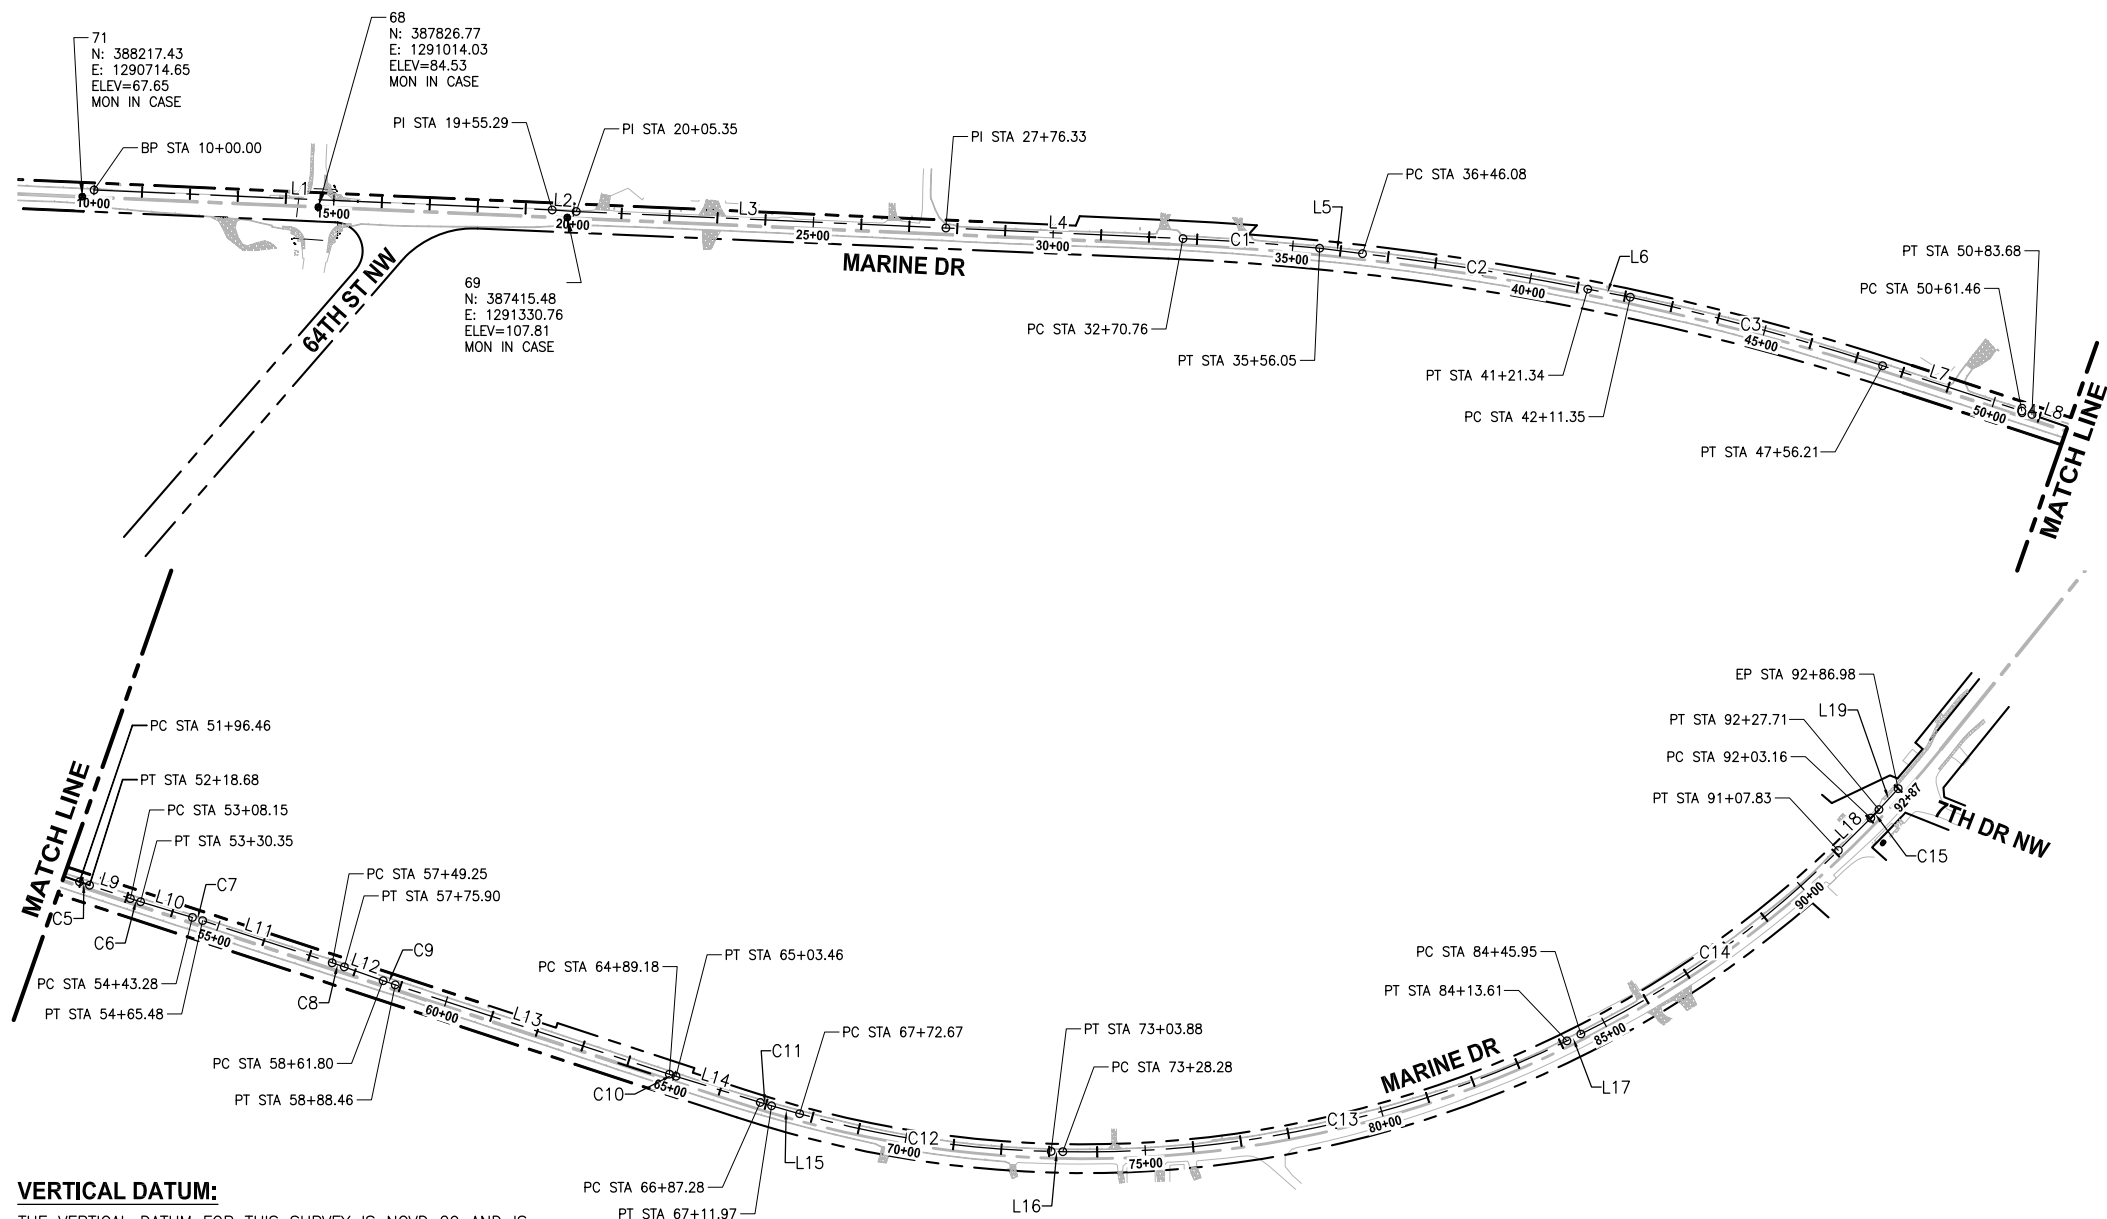 71
N: 388217.43
E: 1290714.65
ELEV=67.65
MON IN CASE
68
N: 387826.77
E: 1291014.03
ELEV=84.53
MON IN CASE
BP STA 10+00.00
PI STA 19+55.29
PI STA 20+05.35
PI STA 27+76.33
PC STA 36+46.08
PT STA 50+83.68
PC STA 50+61.46
L1
L2
L3
L4
C1
L5
C2
L6
C3
L7
C4
L8
10+00
15+00
20+00
25+00
30+00
35+00
40+00
45+00
50+00
MARINE DR
64TH ST NW
69
N: 387415.48
E: 1291330.76
ELEV=107.81
MON IN CASE
PC STA 32+70.76
PT STA 35+56.05
PT STA 41+21.34
PC STA 42+11.35
PT STA 47+56.21
MATCH LINE
MATCH LINE
PC STA 51+96.46
PT STA 52+18.68
PC STA 53+08.15
PT STA 53+30.35
PC STA 57+49.25
PT STA 57+75.90
C5
L9
C6
L10
C7
L11
C8
L12
C9
L13
55+00
60+00
PC STA 54+43.28
PT STA 54+65.48
PC STA 58+61.80
PT STA 58+88.46
PC STA 64+89.18
PT STA 65+03.46
C10
65+00
L14
C11
L15
PC STA 67+72.67
PC STA 66+87.28
PT STA 67+11.97
C12
70+00
PT STA 73+03.88
PC STA 73+28.28
L16
75+00
C13
80+00
MARINE DR
PC STA 84+45.95
PT STA 84+13.61
L17
85+00
C14
90+00
EP STA 92+86.98
L19
PT STA 92+27.71
PC STA 92+03.16
PT STA 91+07.83
L18
92+87
C15
7TH DR NW
VERTICAL DATUM: